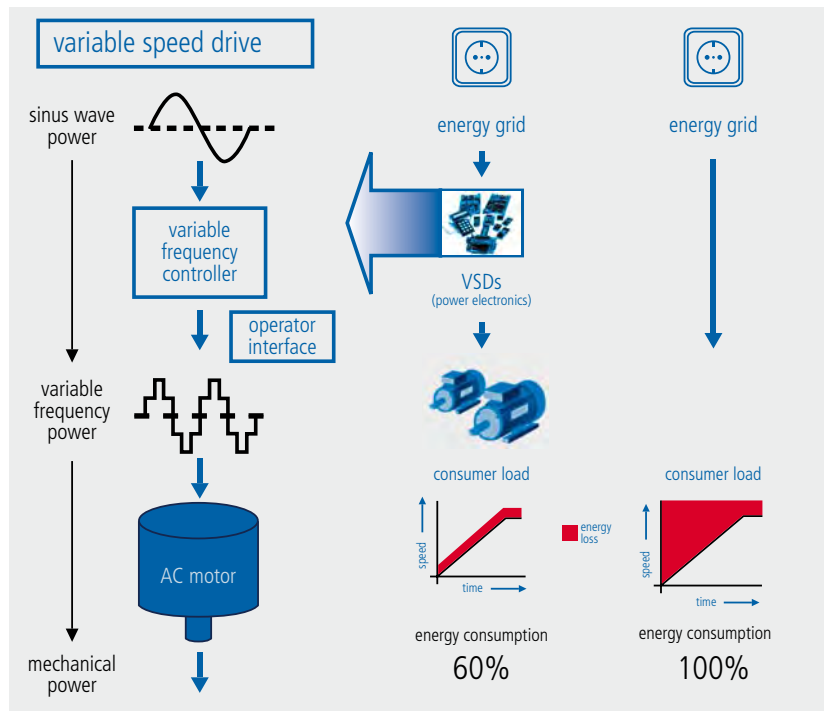 variable speed drive
sinus wave
power
variable
frequency
controller
operator
interface
variable
frequency
power
AC motor
mechanical
power
energy grid
VSDs
(power electronics)
consumer load
speed
time
energy
loss
energy consumption
60%
energy grid
consumer load
speed
time
energy consumption
100%